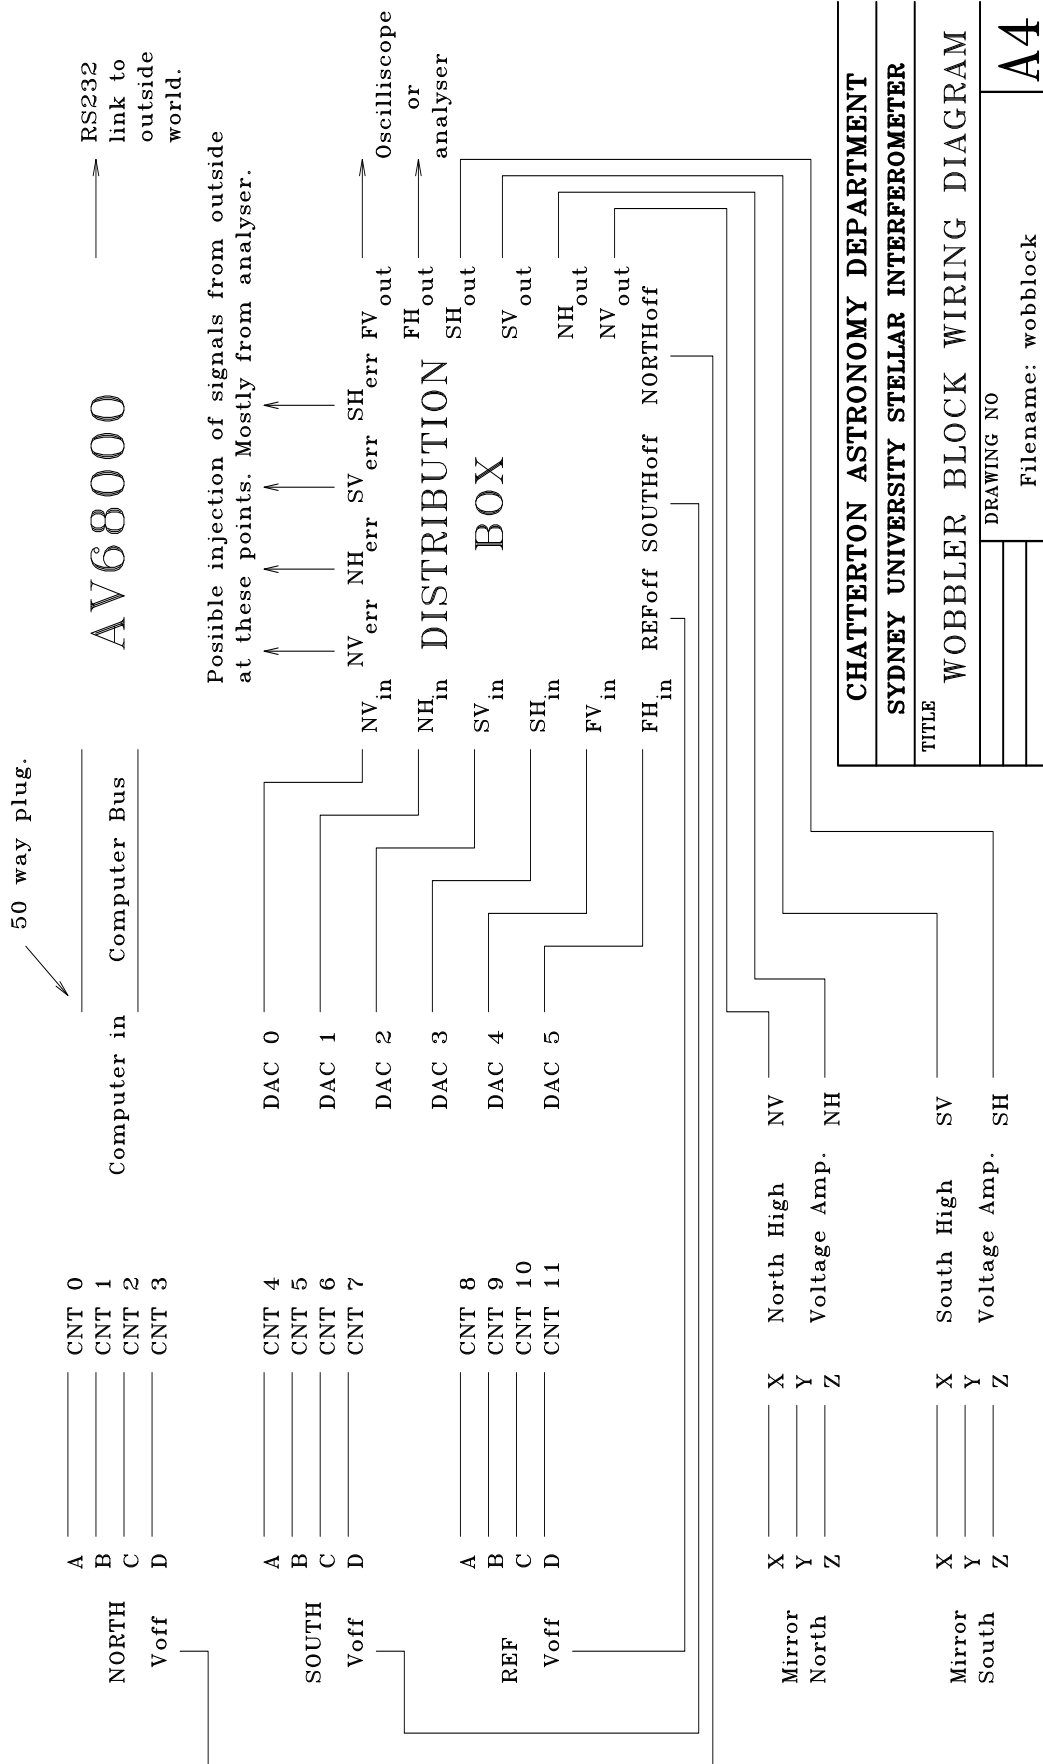 50 way plug.
A
B
C
D
NORTH
Voff
CNT 0
CNT 1
CNT 2
CNT 3
Computer in
Computer Bus
AV68000
RS232
link to
outside
world.
Posiible injection of signals from outside
at these points. Mostly from analyser.
A
B
C
D
SOUTH
Voff
CNT 4
CNT 5
CNT 6
CNT 7
A
B
C
D
REF
Voff
CNT 8
CNT 9
CNT 10
CNT 11
DAC 0
DAC 1
DAC 2
DAC 3
DAC 4
DAC 5
NVerr
NHerr
SVerr
SHerr
NVin
NHin
SVin
SHin
FVin
FHin
DISTRIBUTION
BOX
FVout
FHout
SHout
SVout
NHout
NVout
Oscilliscope
or
analyser
REFoff
SOUTHoff
NORTHoff
Mirror
North
X
Y
Z
X
Y
Z
North High
Voltage Amp.
NV
NH
Mirror
South
X
Y
Z
X
Y
Z
South High
Voltage Amp.
SV
SH
CHATTERTON ASTRONOMY DEPARTMENT
SYDNEY UNIVERSITY STELLAR INTERFEROMETER
TITLE
WOBBLER BLOCK WIRING DIAGRAM
DRAWING NO
Filename: wobblock
A4